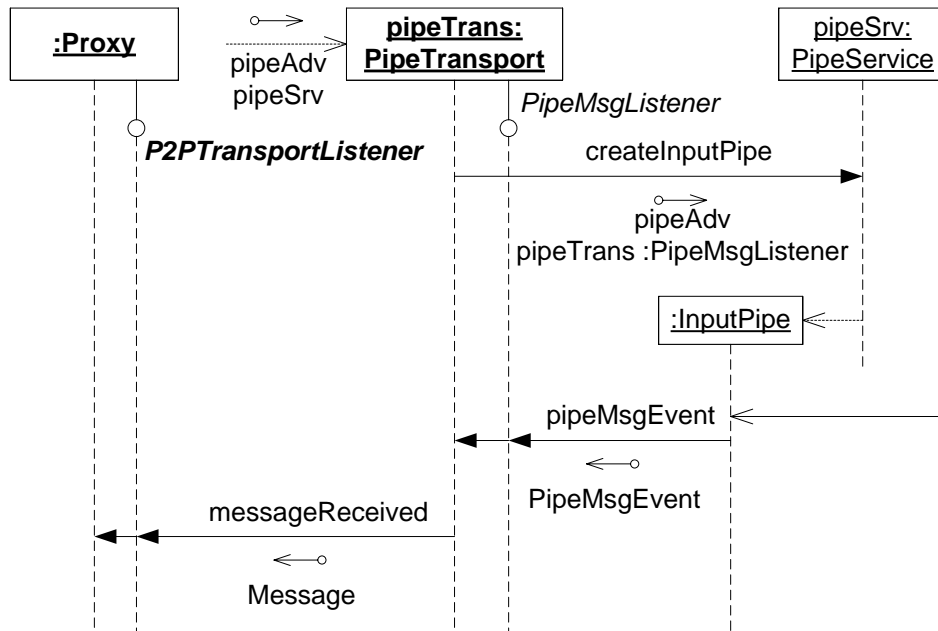 :Proxy
pipeAdv
pipeSrv
pipeTrans:
PipeTransport
pipeSrv:
PipeService
PipeMsgListener
P2PTransportListener
createInputPipe
pipeAdv
pipeTrans :PipeMsgListener
:InputPipe
pipeMsgEvent
PipeMsgEvent
messageReceived
Message